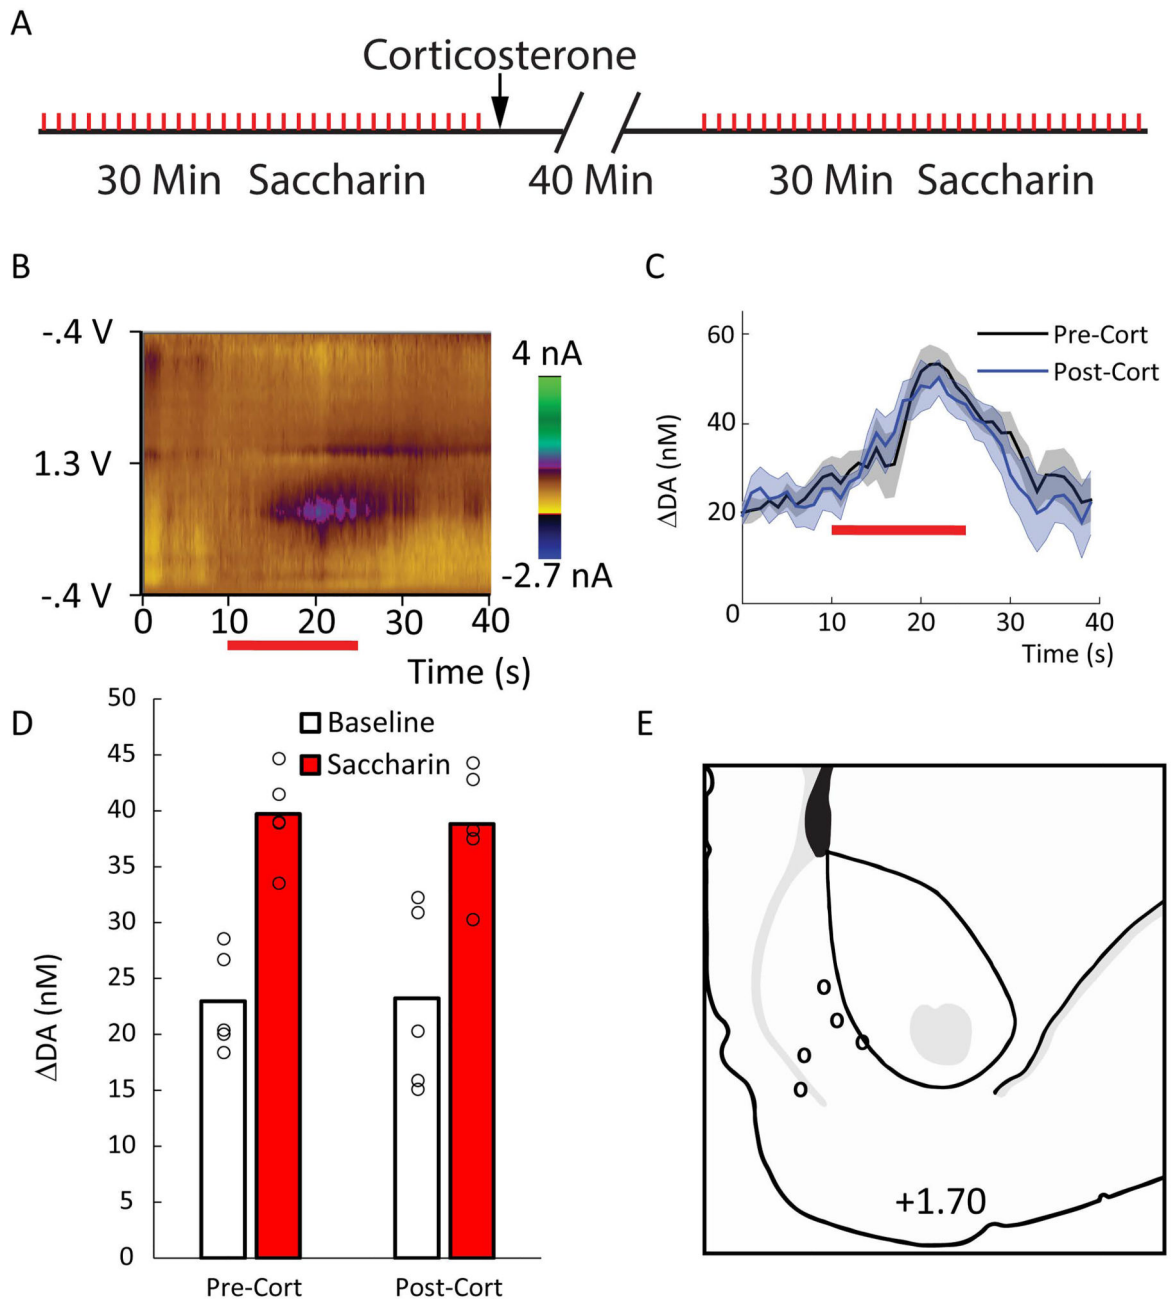 A
Corticosterone
30 Min Saccharin 40 Min 30 Min Saccharin
B
-.4 V
1.3 V
-.4 V
0 10 20 30 40
Time (s)
4 nA
-2.7 nA
C
ΔDA (nM)
60
40
20
0
10 20 30 40
Time (s)
Pre-Cort
Post-Cort
D
ΔDA (nM)
50
45
40
35
30
25
20
15
10
5
0
Baseline
Saccharin
Pre-Cort Post-Cort
E
+1.70